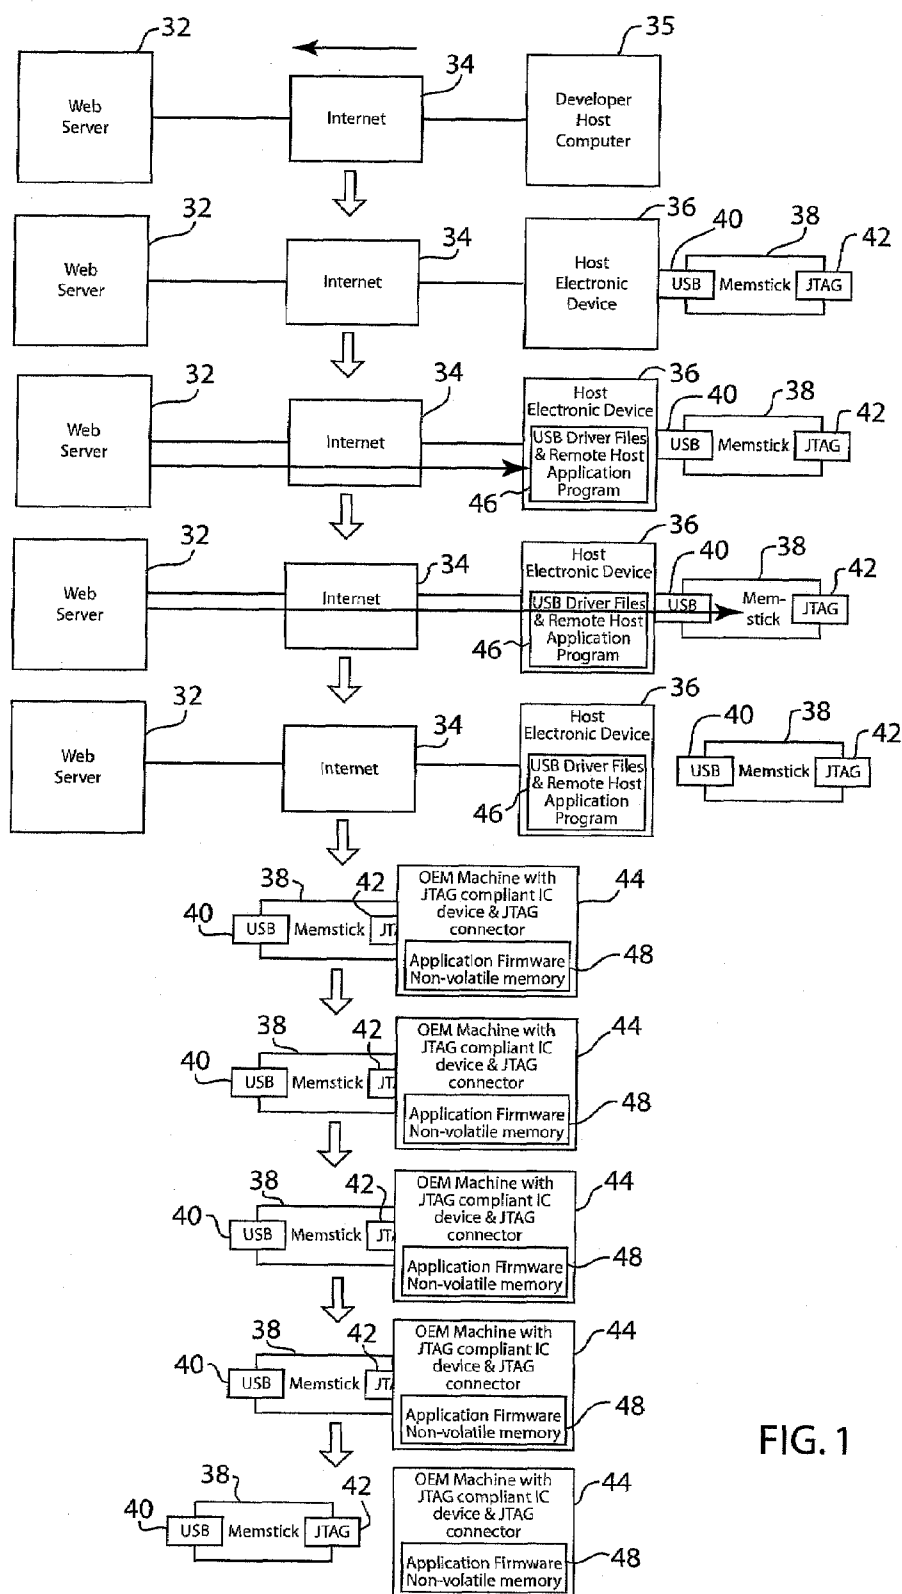 32
35
34
Web
Server
Internet
Developer
Host
Computer
32
34
36
40
38
42
Web
Server
Internet
Host
Electronic
Device
USB
Memstick
JTAG
32
34
36
40
38
42
Web
Server
Internet
Host
Electronic Device
USB Driver Files
& Remote Host
Application
Program
46
USB
Memstick
JTAG
32
34
36
40
38
42
Web
Server
Internet
Host
Electronic Device
USB Driver Files
& Remote Host
Application
Program
46
USB
Mem-
stick
JTAG
32
34
36
40
38
42
Web
Server
Internet
Host
Electronic Device
USB Driver Files
& Remote Host
Application
Program
46
USB
Memstick
JTAG
38
42
44
40
USB
Memstick
JTA
OEM Machine with
JTAG compliant IC
device & JTAG
connector
Application Firmware
Non-volatile memory
48
38
42
44
40
USB
Memstick
JTA
OEM Machine with
JTAG compliant IC
device & JTAG
connector
Application Firmware
Non-volatile memory
48
38
42
44
40
USB
Memstick
JTA
OEM Machine with
JTAG compliant IC
device & JTAG
connector
Application Firmware
Non-volatile memory
48
38
42
44
40
USB
Memstick
JTA
OEM Machine with
JTAG compliant IC
device & JTAG
connector
Application Firmware
Non-volatile memory
48
FIG. 1
38
42
44
40
USB
Memstick
JTAG
OEM Machine with
JTAG compliant IC
device & JTAG
connector
Application Firmware
Non-volatile memory
48